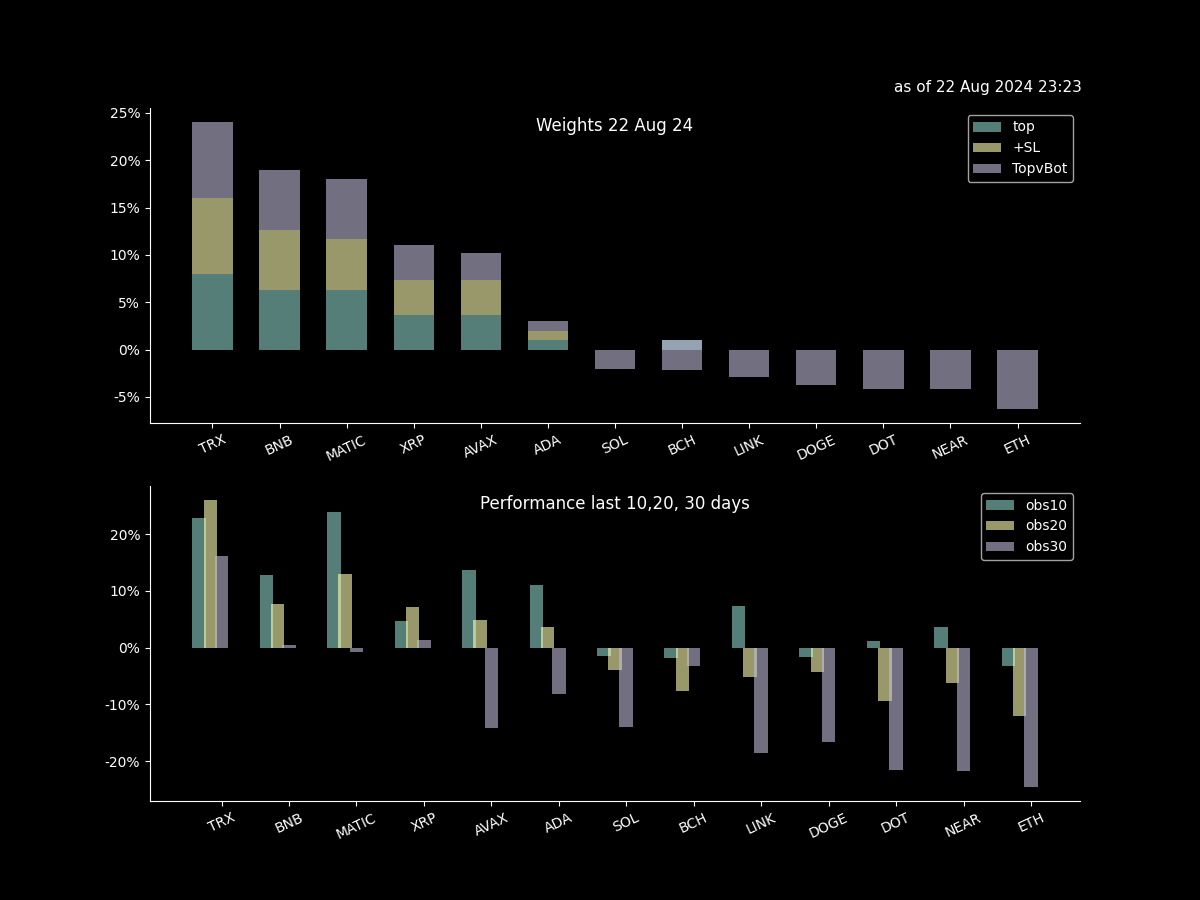 as of 22 Aug 2024 23:23
Weights 22 Aug 24
top
+SL
TopvBot
25%
20%
15%
10%
5%
0%
-5%
TRX BNB MATIC XRP AVAX ADA SOL BCH LINK DOGE DOT NEAR ETH
Performance last 10,20, 30 days
obs10
obs20
obs30
20%
10%
0%
-10%
-20%
TRX BNB MATIC XRP AVAX ADA SOL BCH LINK DOGE DOT NEAR ETH